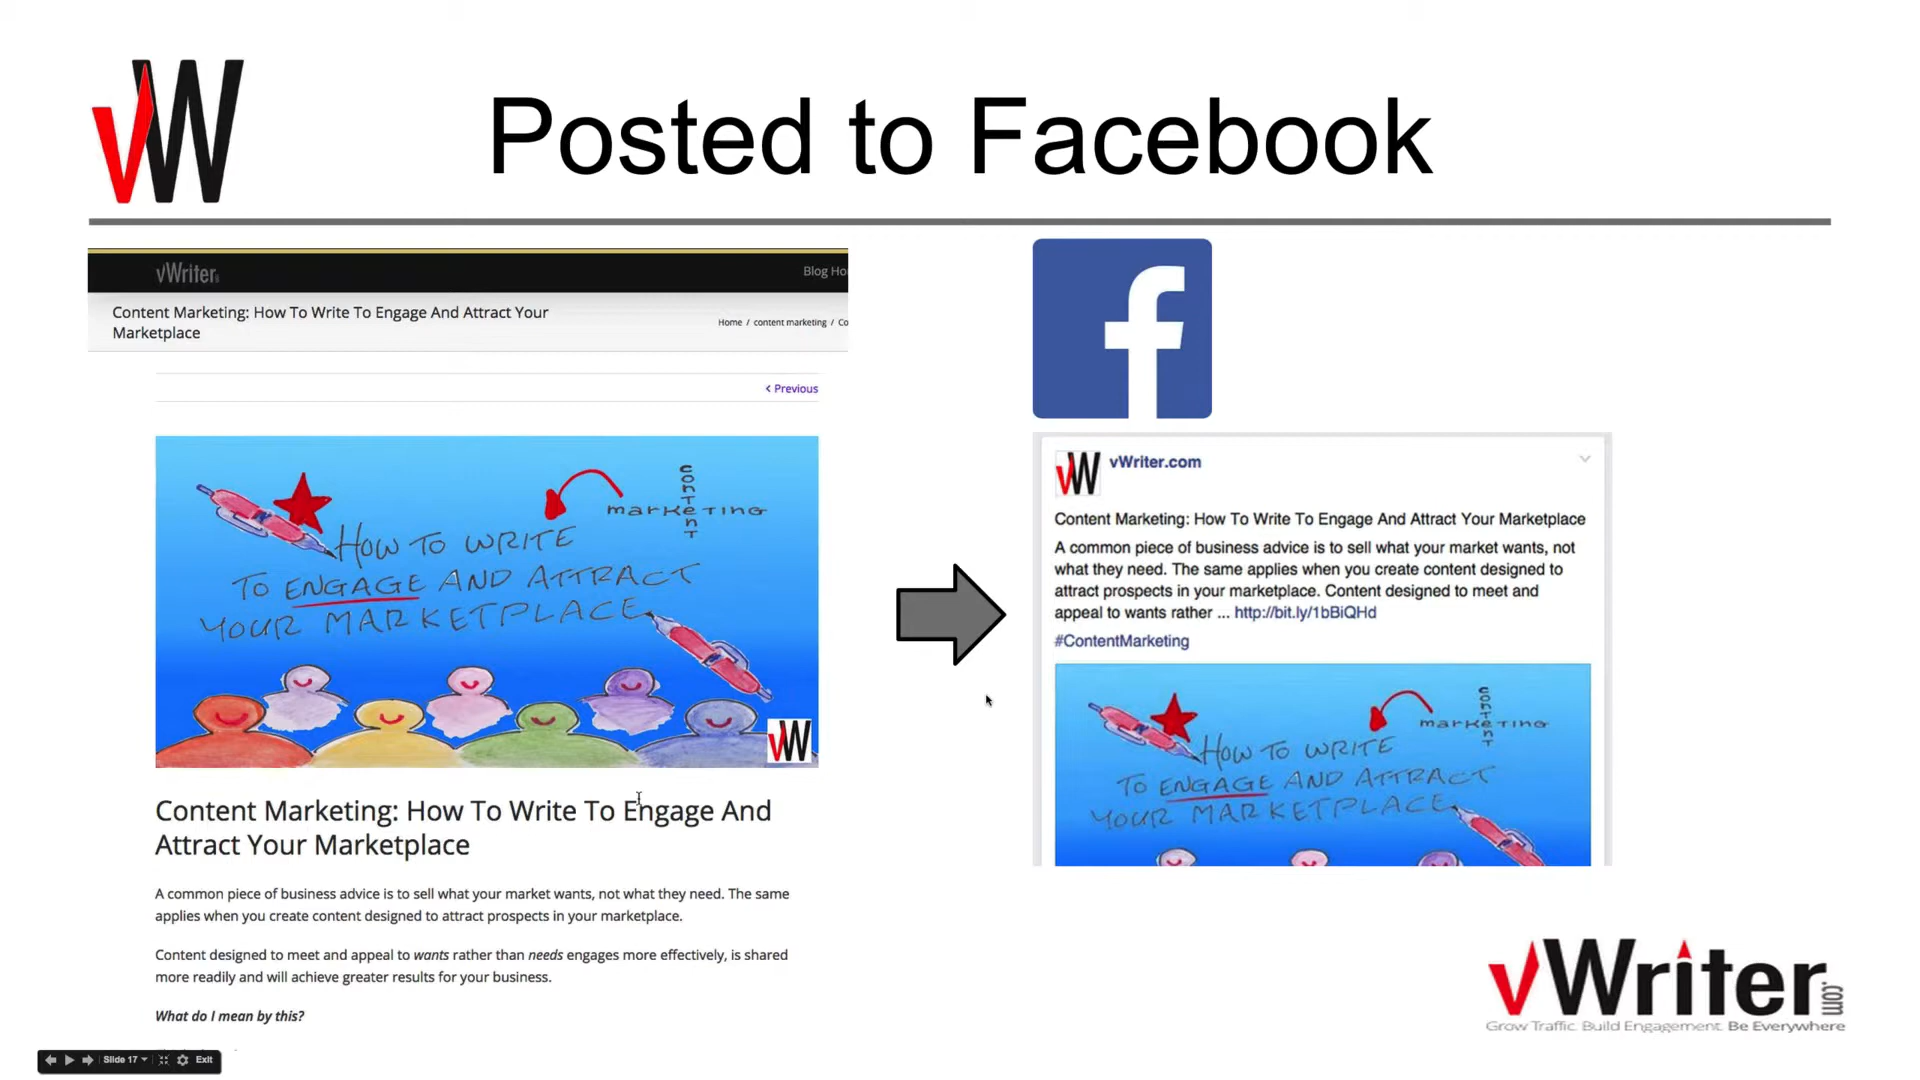 vW
Posted to Facebook
vWriter
Blog Ho
Content Marketing: How To Write To Engage And Attract Your
Marketplace
Home / content marketing / Co
< Previous
content
marketing
HOW TO WRITE
TO ENGAGE AND ATTRACT
YOUR MARKETPLACE
vW
Content Marketing: How To Write To Engage And
Attract Your Marketplace
A common piece of business advice is to sell what your market wants, not what they need. The same
applies when you create content designed to attract prospects in your marketplace.
Content designed to meet and appeal to wants rather than needs engages more effectively, is shared
more readily and will achieve greater results for your business.
What do I mean by this?
vW
vWriter.com
Content Marketing: How To Write To Engage And Attract Your Marketplace
A common piece of business advice is to sell what your market wants, not
what they need. The same applies when you create content designed to
attract prospects in your marketplace. Content designed to meet and
appeal to wants rather ... http://bit.ly/1bBiQHd
#ContentMarketing
content
marketing
HOW TO WRITE
TO ENGAGE AND ATTRACT
YOUR MARKETPLACE
vWriter.com
Grow Traffic. Build Engagement. Be Everywhere
Slide 17
Exit